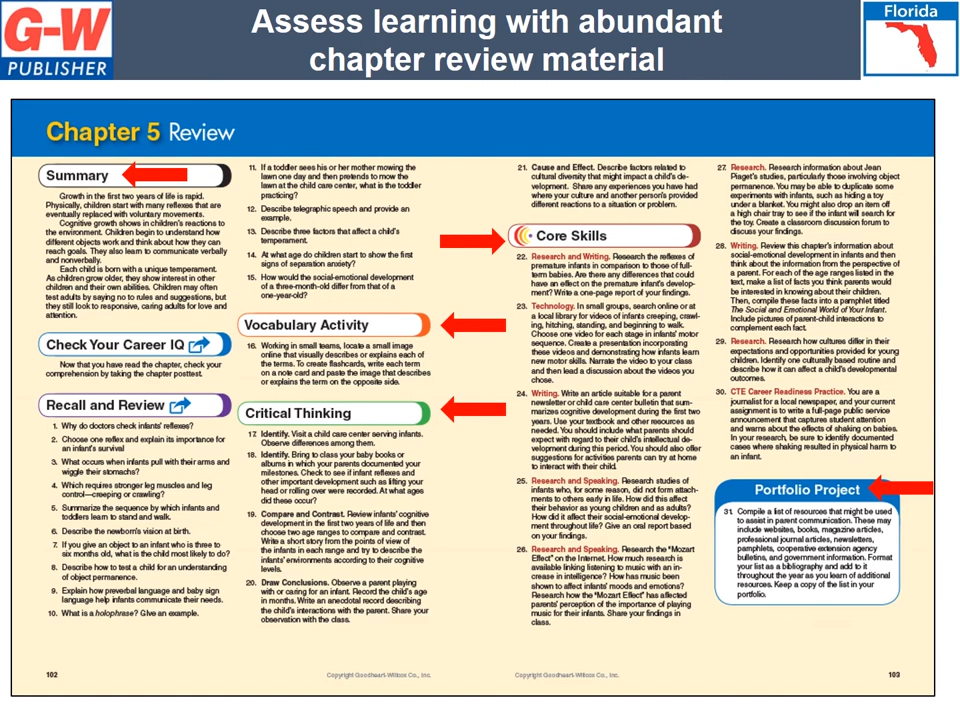 G-W
PUBLISHER
Assess learning with abundant
chapter review material
Florida
Chapter 5 Review
Summary
Growth in the first two years of life is rapid.
Physically, children start with many reflexes that are
eventually replaced with voluntary movements.
Cognitive growth shows in children's reactions to
the environment. Children begin to understand how
different objects work and think about how they can
reach goals. They also learn to communicate verbally
and nonverbally.
Each child is born with a unique temperament.
As children grow older, they show interest in other
children and their own abilities. Children may often
test adults by saying no to rules and suggestions, but
they still look to responsive, caring adults for love and
attention.
Check Your Career IQ
Now that you have read the chapter, check your
comprehension by taking the chapter posttest.
Recall and Review
1. Why do doctors check infants' reflexes?
2. Choose one reflex and explain its importance for
an infant's survival
3. What occurs when infants pull with their arms and
wiggle their stomachs?
4. Which requires stronger leg muscles and leg
control—creeping or crawling?
5. Summarize the sequence by which infants and
toddlers learn to stand and walk.
6. Describe the newborn's vision at birth.
7. If you give an object to an infant who is three to
six months old, what is the child most likely to do?
8. Describe how to test a child for an understanding
of object permanence.
9. Explain how preverbal language and baby sign
language help infants communicate their needs.
10. What is a holophrase? Give an example.
11. If a toddler sees his or her mother mowing the
lawn one day and then pretends to mow the
lawn at the child care center, what is the toddler
practicing?
12. Describe telegraphic speech and provide an
example.
13. Describe three factors that affect a child's
temperament.
14. At what age do children start to show the first
signs of separation anxiety?
15. How would the social-emotional development
of a three-month-old differ from that of a
one-year-old?
Vocabulary Activity
16. Working in small teams, locate a small image
online that visually describes or explains each of
the terms. To create flashcards, write each term
on a note card and paste the image that describes
or explains the term on the opposite side.
Critical Thinking
17. Identify. Visit a child care center serving infants.
Observe differences among them.
18. Identify. Bring to class your baby books or
albums in which your parents documented your
milestones. Check to see if infant reflexes and
other important development such as lifting your
head or rolling over were recorded. At what ages
did these occur?
19. Compare and Contrast. Review infants' cognitive
development in the first two years of life and then
choose two age ranges to compare and contrast.
Write a short story from the points of view of
the infants in each range and try to describe the
infants' environments according to their cognitive
levels.
20. Draw Conclusions. Observe a parent playing
with or caring for an infant. Record the child's age
in months. Write an anecdotal record describing
the child's interactions with the parent. Share your
observation with the class.
21. Cause and Effect. Describe factors related to
cultural diversity that might impact a child's de-
velopment. Share any experiences you have had
where your culture and another person's provided
different reactions to a situation or problem.
Core Skills
22. Research and Writing. Research the reflexes of
premature infants in comparison to those of full-
term babies. Are there any differences that could
have an effect on the premature infant's develop-
ment? Write a one-page report of your findings.
23. Technology. In small groups, search online or at
a local library for videos of infants creeping, craw-
ling, hitching, standing, and beginning to walk.
Choose one video for each stage in infants' motor
sequence. Create a presentation incorporating
these videos and demonstrating how infants learn
new motor skills. Narrate the video to your class
and then lead a discussion about the videos you
chose.
24. Writing. Write an article suitable for a parent
newsletter or child care center bulletin that sum-
marizes cognitive development during the first two
years. Use your textbook and other resources as
needed. You should include what parents should
expect with regard to their child's intellectual de-
velopment during this period. You should also offer
suggestions for activities parents can try at home
to interact with their child.
25. Research and Speaking. Research studies of
infants who, for some reason, did not form attach-
ments to others early in life. How did this affect
their behavior as young children and as adults?
How did it affect their social-emotional develop-
ment throughout life? Give an oral report based
on your findings.
26. Research and Speaking. Research the "Mozart
Effect" on the Internet. How much research is
available linking listening to music with an in-
crease in intelligence? How has music been
shown to affect infants' moods and emotions?
Research how the "Mozart Effect" has affected
parents' perception of the importance of playing
music for their infants. Share your findings in
class.
27. Research. Research information about Jean
Piaget's studies, particularly those involving object
permanence. You may be able to duplicate some
experiments with infants, such as hiding a toy
under a blanket. You might also drop an item off
a high chair tray to see if the infant will search for
the toy. Create a classroom discussion forum to
discuss your findings.
28. Writing. Review this chapter's information about
social-emotional development in infants and then
think about the information from the perspective of
a parent. For each of the age ranges listed in the
text, make a list of facts you think parents would
be interested in knowing about their children.
Then, compile these facts into a pamphlet titled
The Social and Emotional World of Your Infant.
Include pictures of parent-child interactions to
complement each fact.
29. Research. Research how cultures differ in their
expectations and opportunities provided for young
children. Identify one culturally based routine and
describe how it can affect a child's developmental
outcomes.
30. CTE Career Readiness Practice. You are a
journalist for a local newspaper, and your current
assignment is to write a full-page public service
announcement that captures student attention
and warns about the effects of shaking on babies.
In your research, be sure to identify documented
cases where shaking resulted in physical harm to
an infant.
Portfolio Project
31. Compile a list of resources that might be used
to assist in parent communication. These may
include websites, books, magazine articles,
professional journal articles, newsletters,
pamphlets, cooperative extension agency
bulletins, and government information. Format
your list as a bibliography and add to it
throughout the year as you learn of additional
resources. Keep a copy of the list in your
portfolio.
102
Copyright Goodheart-Willcox Co., Inc.
Copyright Goodheart-Willcox Co., Inc.
103